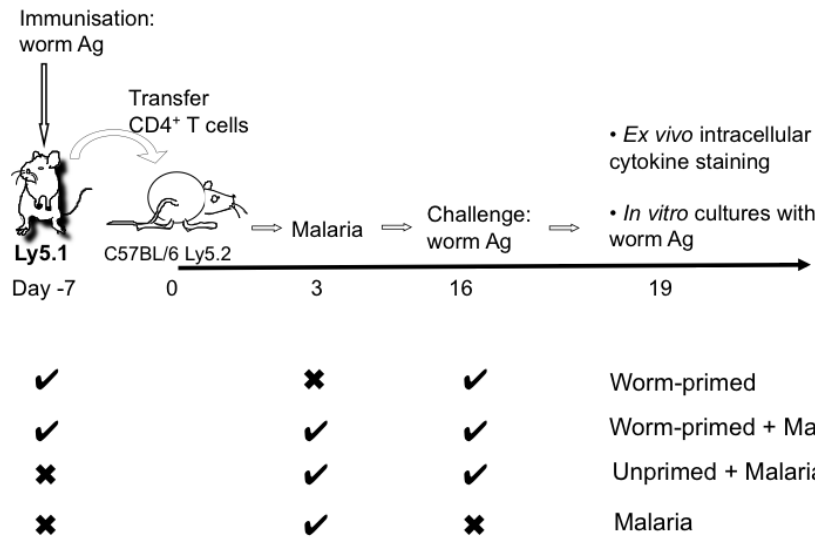 Immunisation:
worm Ag
Transfer
CD4⁺ T cells
• Ex vivo intracellular
cytokine staining
• In vitro cultures with
worm Ag
Malaria
Challenge:
worm Ag
Ly5.1
C57BL/6 Ly5.2
Day -7 0 3 16 19
✔ ✖ ✔ Worm-primed
✔ ✔ ✔ Worm-primed + Ma
✖ ✔ ✔ Unprimed + Malaria
✖ ✔ ✖ Malaria